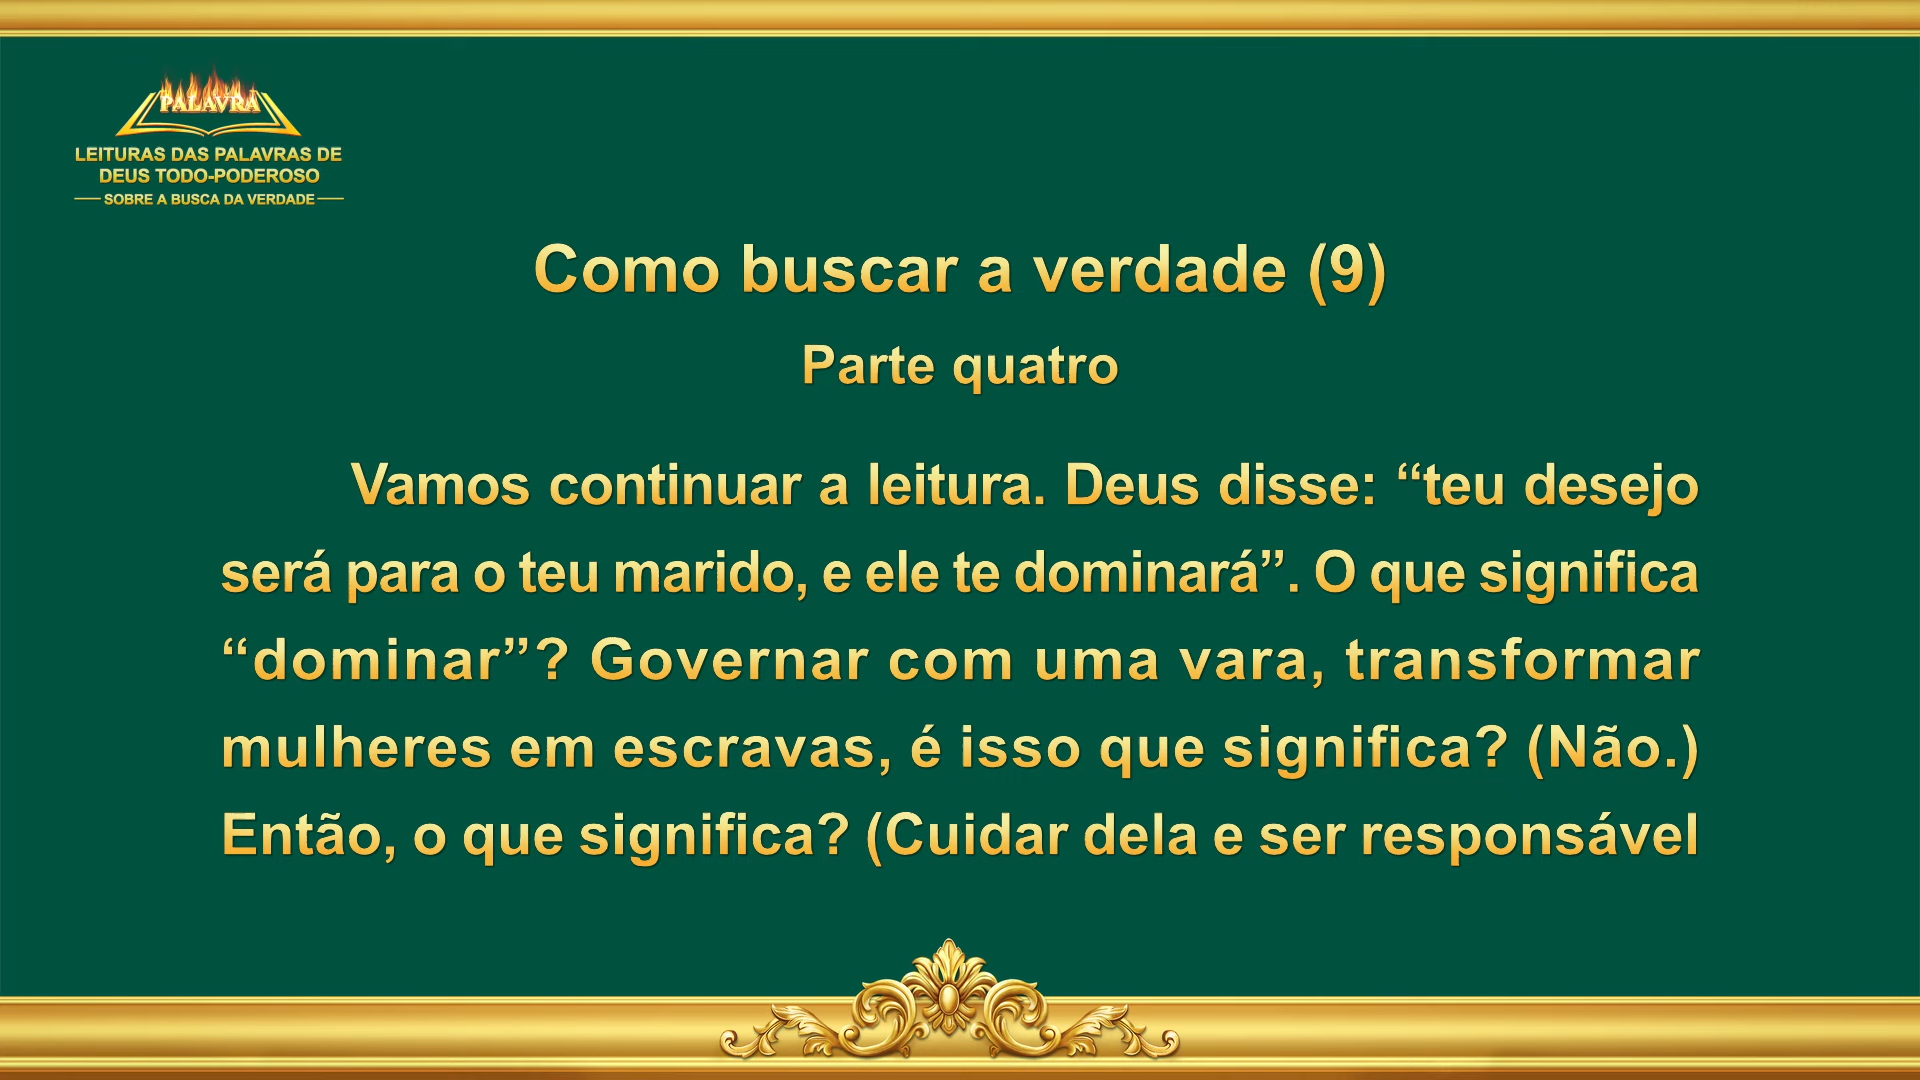 PALAVRA
LEITURAS DAS PALAVRAS DE
DEUS TODO-PODEROSO
SOBRE A BUSCA DA VERDADE
Como buscar a verdade (9)
Parte quatro
Vamos continuar a leitura. Deus disse: “teu desejo
será para o teu marido, e ele te dominará”. O que significa
“dominar”? Governar com uma vara, transformar
mulheres em escravas, é isso que significa? (Não.)
Então, o que significa? (Cuidar dela e ser responsável